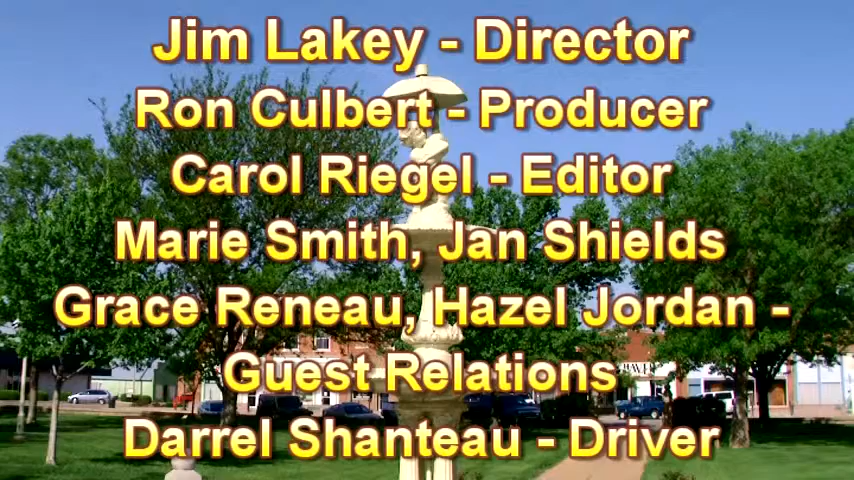 Jim Lakey - Director
Ron Culbert - Producer
Carol Riegel - Editor
Marie Smith, Jan Shields
Grace Reneau, Hazel Jordan -
Guest Relations
Darrel Shanteau - Driver